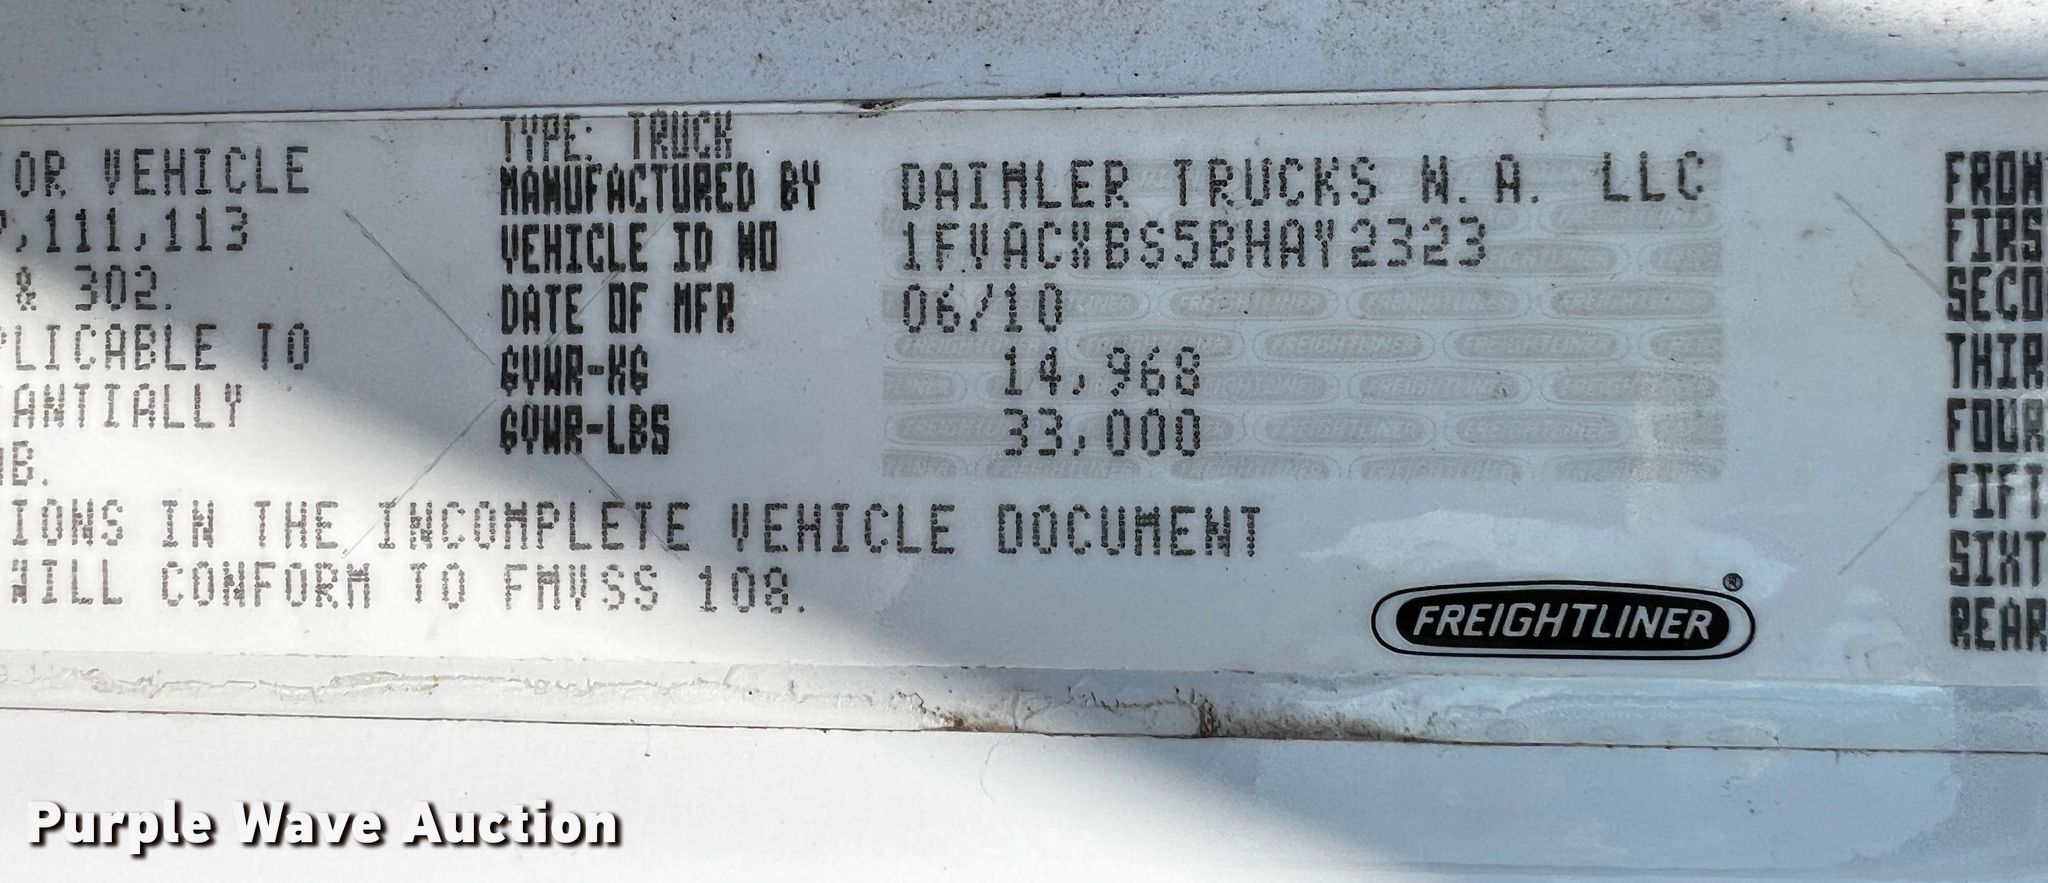 OR VEHICLE
,111,113
& 302.
LICABLE TO
ANTIALLY
TYPE: TRUCK
MANUFACTURED BY DAIMLER TRUCKS N.A. LLC
VEHICLE ID NO 1FVACXBS5BHAY2323
DATE OF MFR 06/10
GVWR-KG 14,968
GVWR-LBS 33,000
IONS IN THE INCOMPLETE VEHICLE DOCUMENT
WILL CONFORM TO FMVSS 108.
FREIGHTLINER
FRON
FIRS
SECO
THIR
FOUR
FIFT
SIXT
REAR
Purple Wave Auction